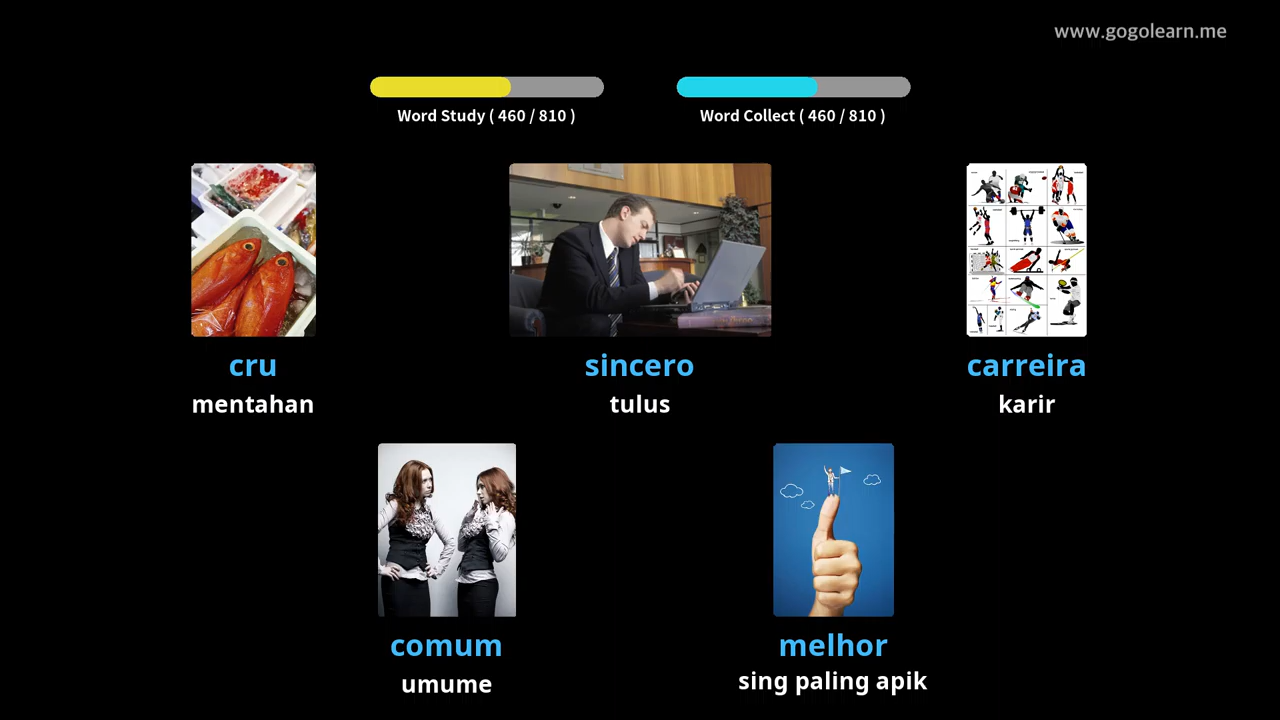 www.gogolearn.me
Word Study ( 460 / 810 )
Word Collect ( 460 / 810 )
cru
sincero
carreira
mentahan
tulus
karir
comum
melhor
umume
sing paling apik